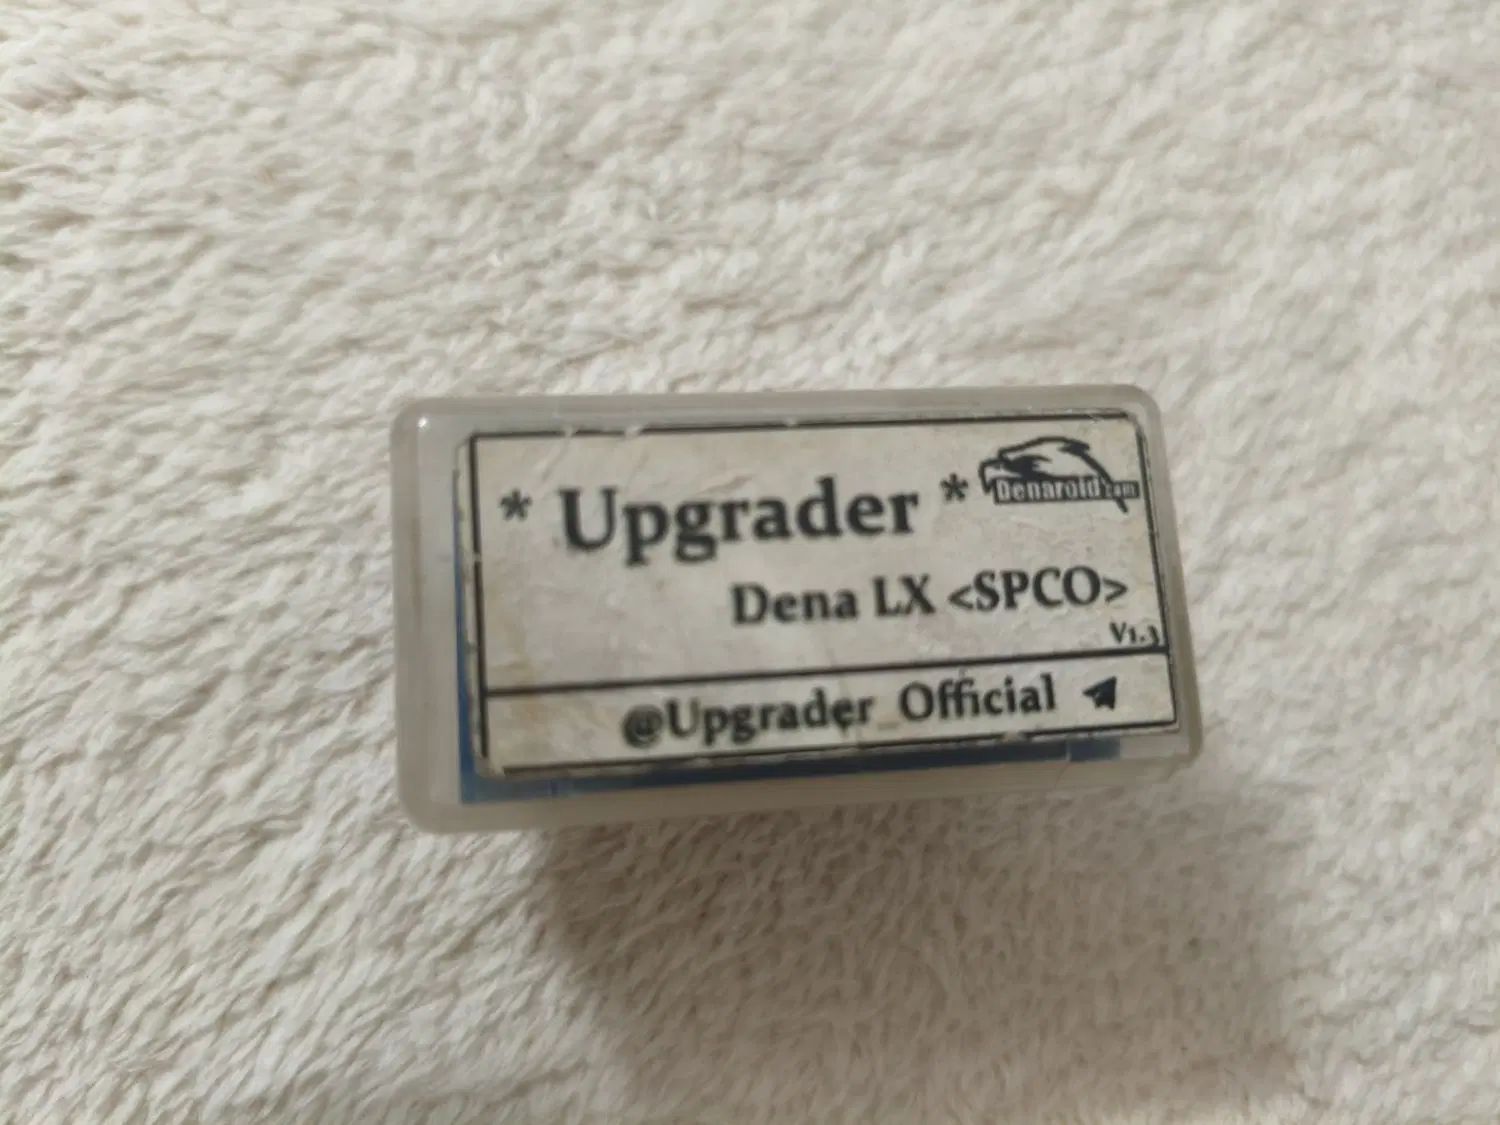 * Upgrader *
Denaroid.com
Dena LX <SPCO>
V1.3
@Upgrader_Official